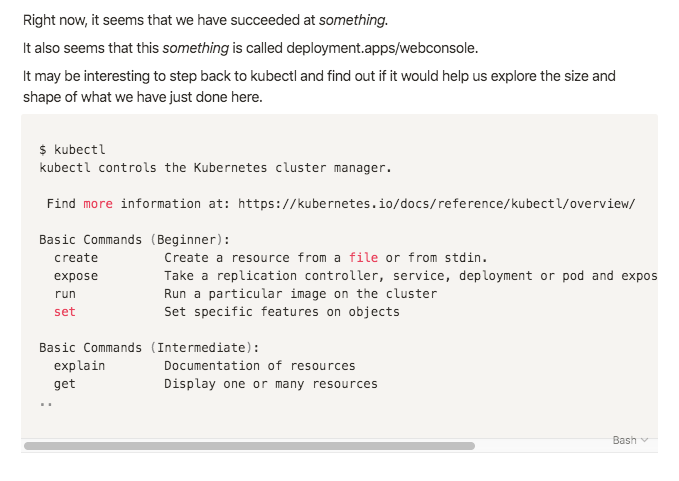 Right now, it seems that we have succeeded at something.
It also seems that this something is called deployment.apps/webconsole.
It may be interesting to step back to kubectl and find out if it would help us explore the size and
shape of what we have just done here.
$ kubectl
kubectl controls the Kubernetes cluster manager.
Find more information at: https://kubernetes.io/docs/reference/kubectl/overview/
Basic Commands (Beginner):
create Create a resource from a file or from stdin.
expose Take a replication controller, service, deployment or pod and expos
run Run a particular image on the cluster
set Set specific features on objects
Basic Commands (Intermediate):
explain Documentation of resources
get Display one or many resources
..
Bash